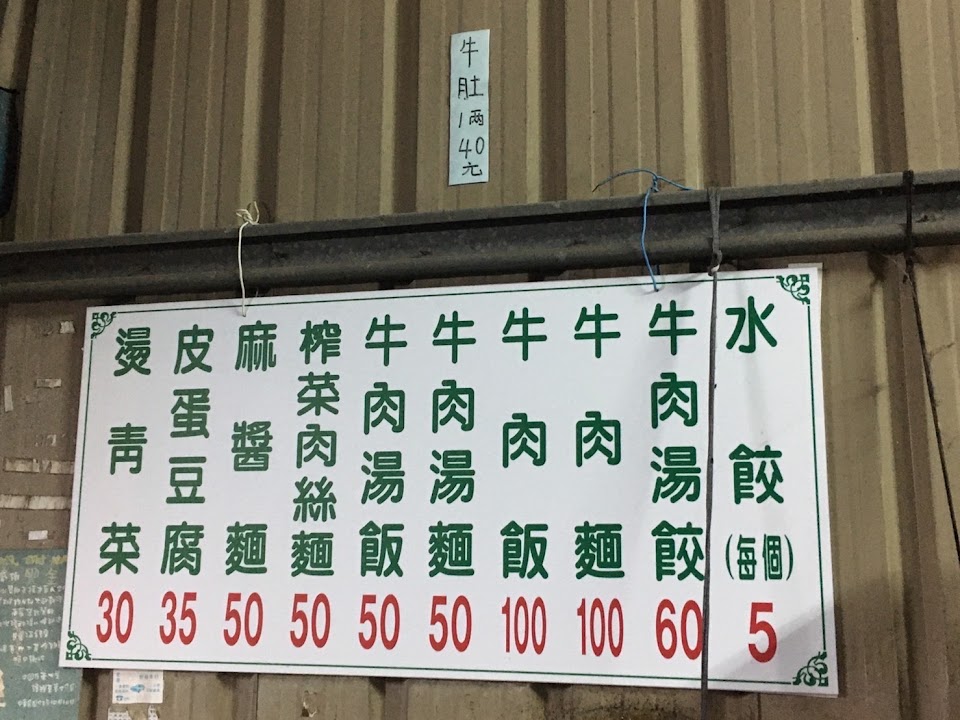 牛肚1兩40元
水餃(每個) 5
牛肉湯餃 60
牛肉麵 100
牛肉飯 100
牛肉湯麵 50
牛肉湯飯 50
榨菜肉絲麵 50
麻醬麵 50
皮蛋豆腐 35
燙青菜 30